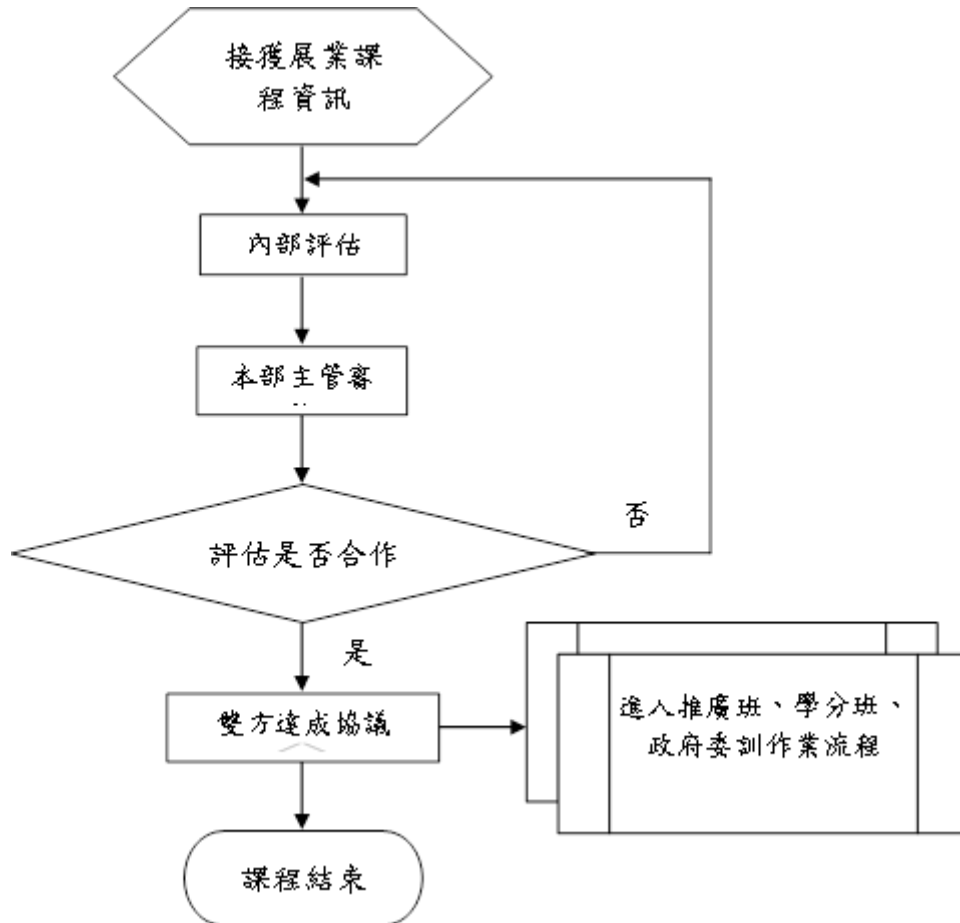 接獲展業課
程資訊
內部評估
本部主管審
評估是否合作
否
是
雙方達成協議
進入推廣班、學分班、
政府委訓作業流程
課程結束